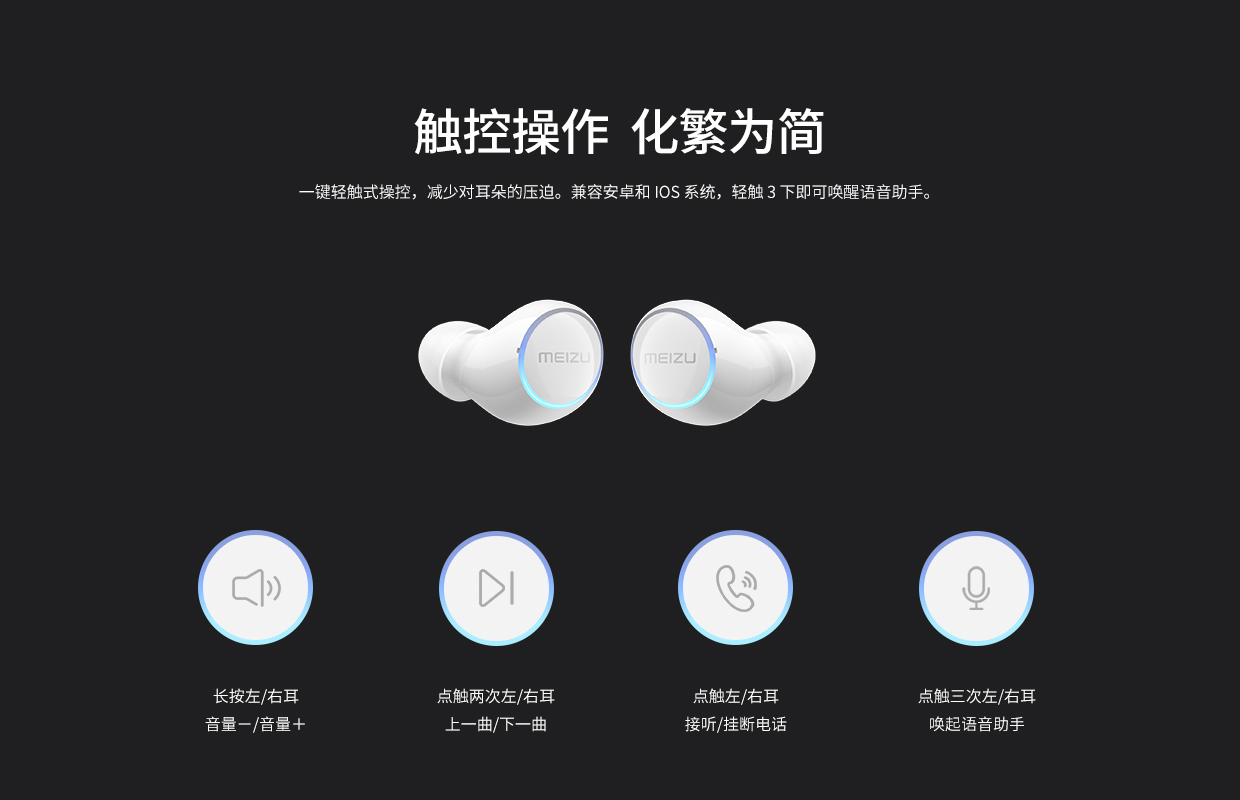 触控操作 化繁为简
一键轻触式操控，减少对耳朵的压迫。兼容安卓和 IOS 系统，轻触 3 下即可唤醒语音助手。
MEIZU MEIZU
长按左/右耳
音量－/音量＋
点触两次左/右耳
上一曲/下一曲
点触左/右耳
接听/挂断电话
点触三次左/右耳
唤起语音助手